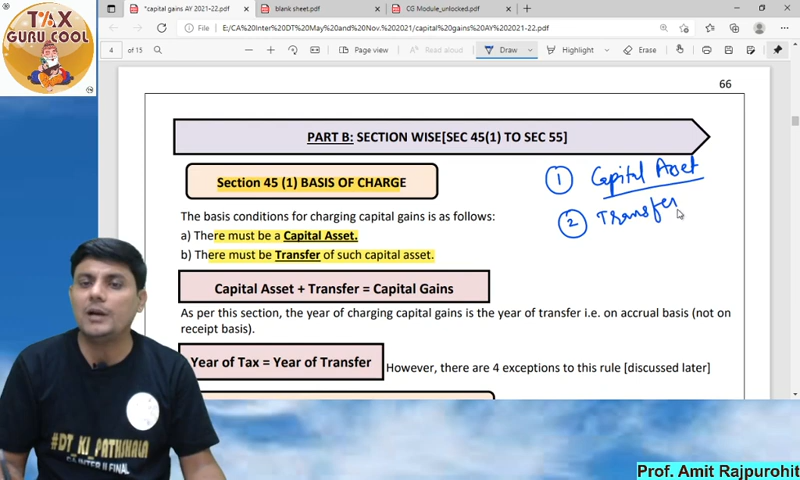 TAX
GURU COOL
*capital gains AY 2021-22.pdf
blank sheet.pdf
CG Module_unlocked.pdf
File
E:/CA%20Inter%20DT%20May%20and%20Nov.%202021/capital%20gains%20AY%202021-22.pdf
4 of 15
Page view
Read aloud
Draw
Highlight
Erase
66
PART B: SECTION WISE[SEC 45(1) TO SEC 55]
Section 45 (1) BASIS OF CHARGE
1 Capital Asset
2 Transfer
The basis conditions for charging capital gains is as follows:
a) There must be a Capital Asset.
b) There must be Transfer of such capital asset.
Capital Asset + Transfer = Capital Gains
As per this section, the year of charging capital gains is the year of transfer i.e. on accrual basis (not on
receipt basis).
Year of Tax = Year of Transfer
However, there are 4 exceptions to this rule [discussed later]
#DT_KI_PATHSHALA
Prof. Amit Rajpurohit